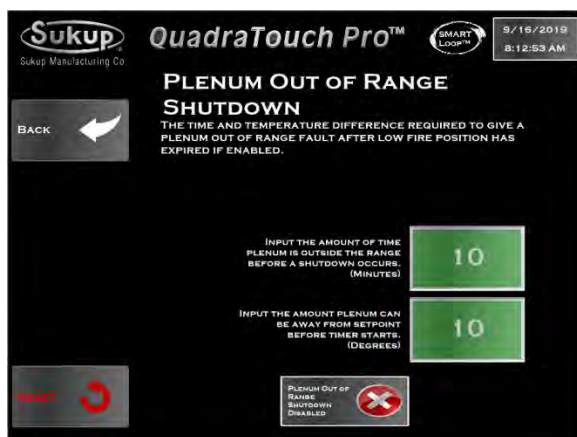 Sukup
Sukup Manufacturing Co
QuadraTouch Pro™
SMART
LOOP™
9/16/2019
8:12:53 AM
PLENUM OUT OF RANGE
SHUTDOWN
THE TIME AND TEMPERATURE DIFFERENCE REQUIRED TO GIVE A
PLENUM OUT OF RANGE FAULT AFTER LOW FIRE POSITION HAS
EXPIRED IF ENABLED.
BACK
INPUT THE AMOUNT OF TIME
PLENUM IS OUTSIDE THE RANGE
BEFORE A SHUTDOWN OCCURS.
(MINUTES)
10
INPUT THE AMOUNT PLENUM CAN
BE AWAY FROM SETPOINT
BEFORE TIMER STARTS.
(DEGREES)
10
RESET
PLENUM OUT OF
RANGE
SHUTDOWN
DISABLED